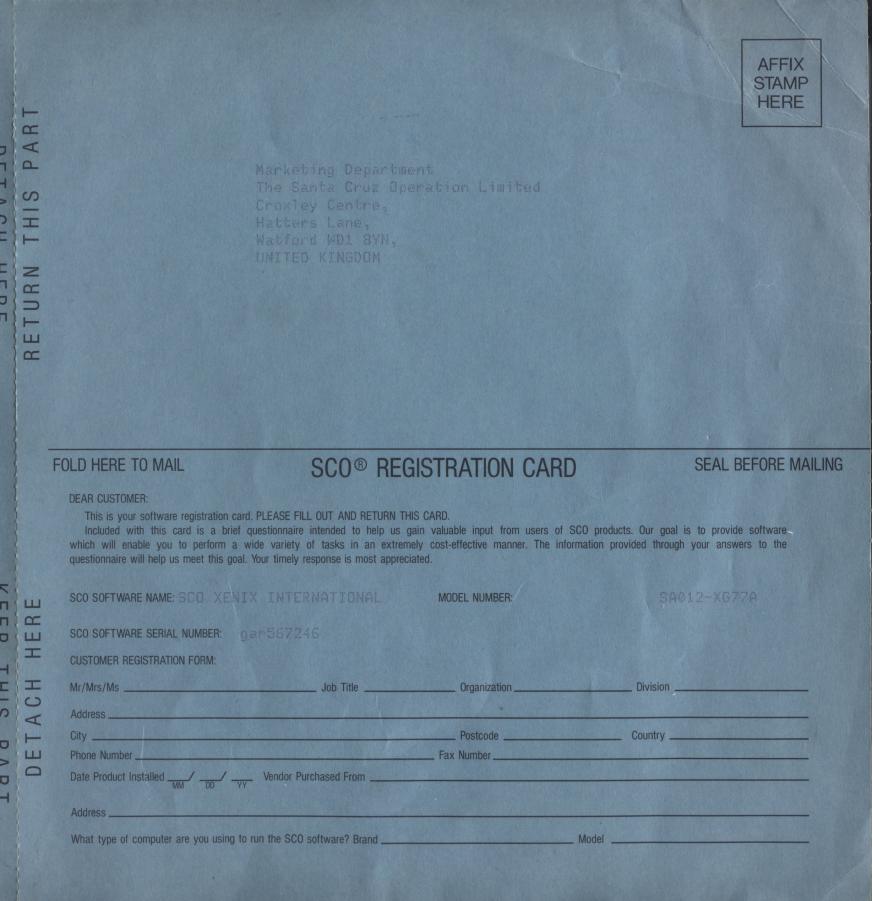 AFFIX
STAMP
HERE
RETURN THIS PART
DETACH HERE
Marketing Department
The Santa Cruz Operation Limited
Croxley Centre,
Hatters Lane,
Watford WD1 8YN,
UNITED KINGDOM
FOLD HERE TO MAIL SCO® REGISTRATION CARD SEAL BEFORE MAILING
DEAR CUSTOMER:
This is your software registration card. PLEASE FILL OUT AND RETURN THIS CARD.
Included with this card is a brief questionnaire intended to help us gain valuable input from users of SCO products. Our goal is to provide software
which will enable you to perform a wide variety of tasks in an extremely cost-effective manner. The information provided through your answers to the
questionnaire will help us meet this goal. Your timely response is most appreciated.
SCO SOFTWARE NAME: SCO XENIX INTERNATIONAL MODEL NUMBER: SA012-XG77A
SCO SOFTWARE SERIAL NUMBER: gar567246
CUSTOMER REGISTRATION FORM:
Mr/Mrs/Ms Job Title Organization Division
Address
City Postcode Country
Phone Number Fax Number
Date Product Installed / / Vendor Purchased From
MM DD YY
Address
What type of computer are you using to run the SCO software? Brand Model
DETACH HERE
KEEP THIS PART